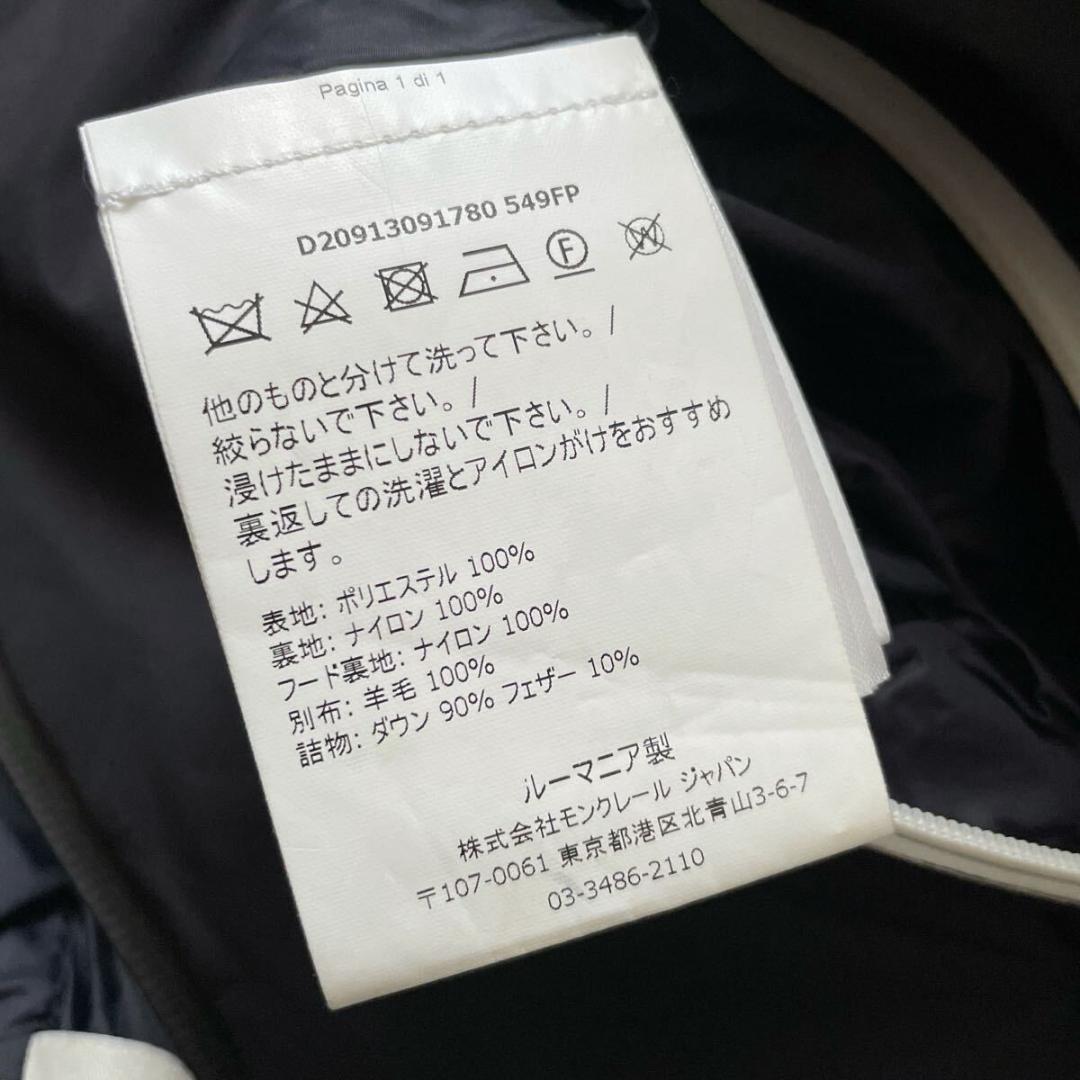 Pagina 1 di 1
D20913091780 549FP
F W
他のものと分けて洗って下さい。/
絞らないで下さい。/
浸けたままにしないで下さい。/
裏返しての洗濯とアイロンがけをおすすめ
します。
表地: ポリエステル 100%
裏地: ナイロン 100%
フード裏地: ナイロン 100%
別布: 羊毛 100%
詰物: ダウン 90% フェザー 10%
ルーマニア製
株式会社モンクレール ジャパン
〒107-0061 東京都港区北青山3-6-7
03-3486-2110